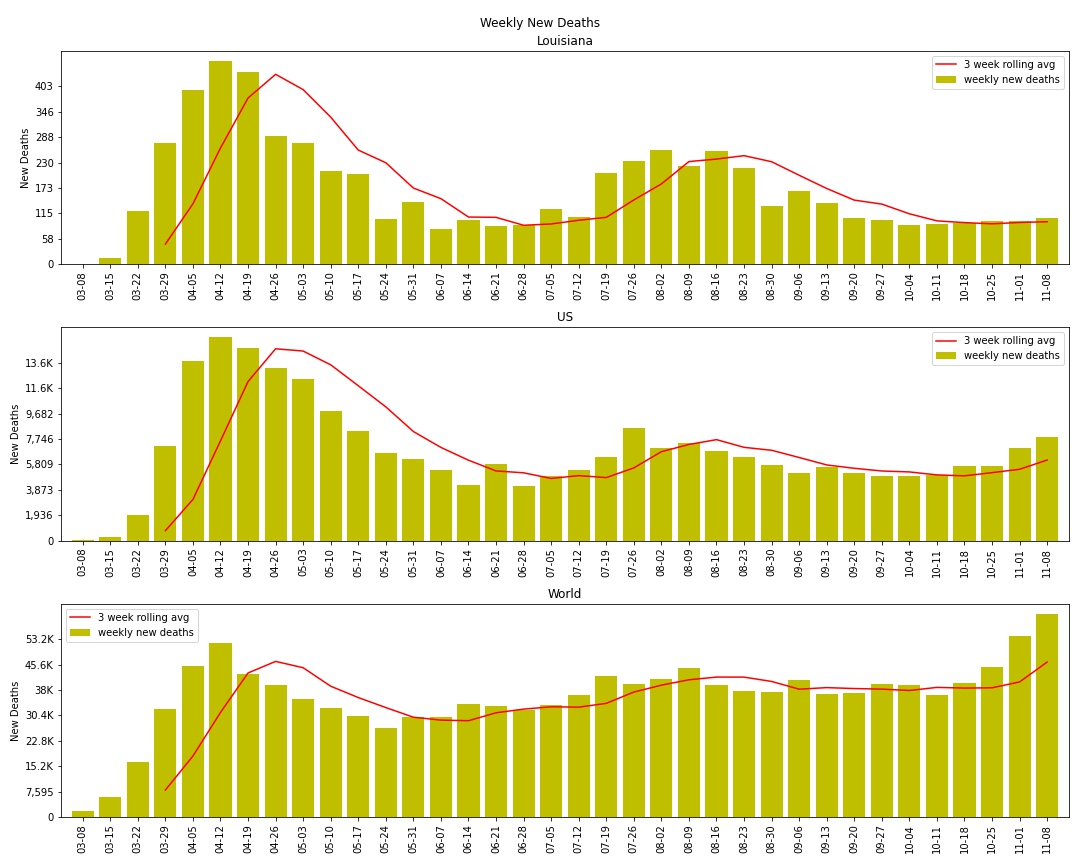 Weekly New Deaths
Louisiana
3 week rolling avg
weekly new deaths
New Deaths
403
346
288
230
173
115
58
0
03-08 03-15 03-22 03-29 04-05 04-12 04-19 04-26 05-03 05-10 05-17 05-24 05-31 06-07 06-14 06-21 06-28 07-05 07-12 07-19 07-26 08-02 08-09 08-16 08-23 08-30 09-06 09-13 09-20 09-27 10-04 10-11 10-18 10-25 11-01 11-08
US
3 week rolling avg
weekly new deaths
New Deaths
13.6K
11.6K
9,682
7,746
5,809
3,873
1,936
0
03-08 03-15 03-22 03-29 04-05 04-12 04-19 04-26 05-03 05-10 05-17 05-24 05-31 06-07 06-14 06-21 06-28 07-05 07-12 07-19 07-26 08-02 08-09 08-16 08-23 08-30 09-06 09-13 09-20 09-27 10-04 10-11 10-18 10-25 11-01 11-08
World
3 week rolling avg
weekly new deaths
New Deaths
53.2K
45.6K
38K
30.4K
22.8K
15.2K
7,595
0
03-08 03-15 03-22 03-29 04-05 04-12 04-19 04-26 05-03 05-10 05-17 05-24 05-31 06-07 06-14 06-21 06-28 07-05 07-12 07-19 07-26 08-02 08-09 08-16 08-23 08-30 09-06 09-13 09-20 09-27 10-04 10-11 10-18 10-25 11-01 11-08